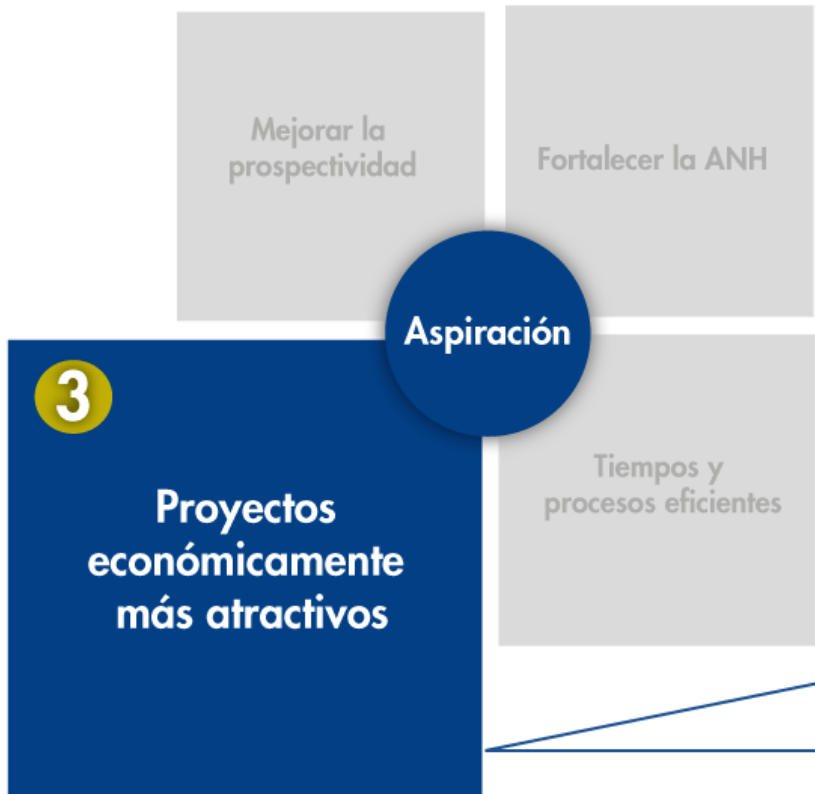 Mejorar la
prospectividad
Fortalecer la ANH
Aspiración
3
Proyectos
económicamente
más atractivos
Tiempos y
procesos eficientes